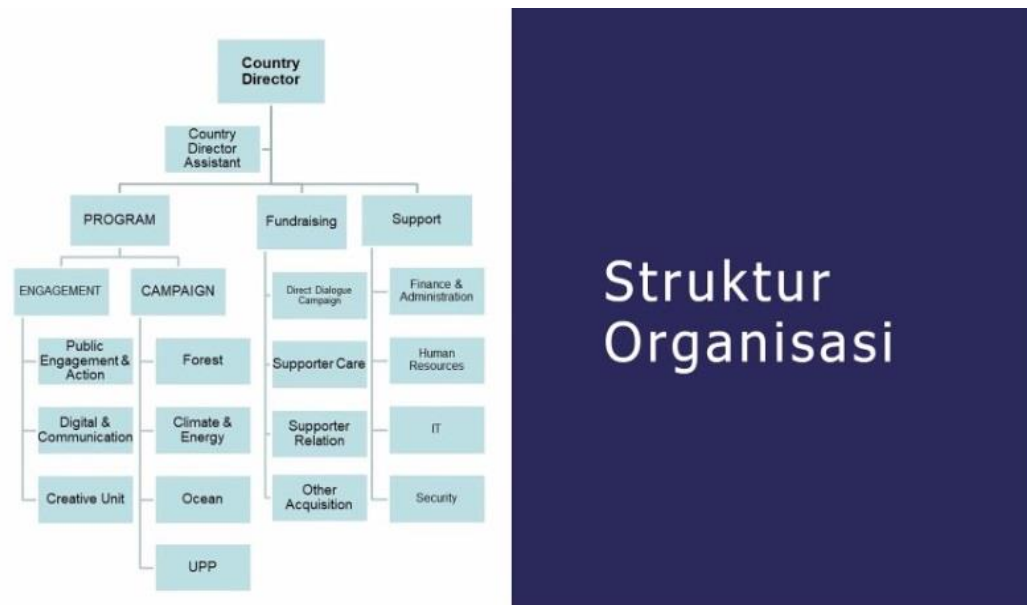 Country
Director
Country
Director
Assistant
PROGRAM
Fundraising
Support
ENGAGEMENT
CAMPAIGN
Public
Engagement &
Action
Digital &
Communication
Creative Unit
Forest
Climate &
Energy
Ocean
UPP
Direct Dialogue
Campaign
Supporter Care
Supporter
Relation
Other
Acquisition
Finance &
Administration
Human
Resources
IT
Security
Struktur
Organisasi